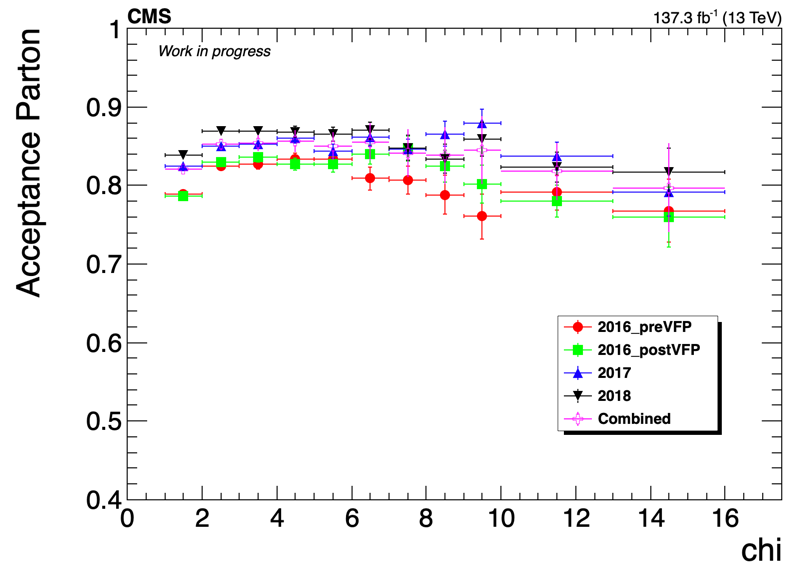 CMS
137.3 fb-1 (13 TeV)
Work in progress
Acceptance Parton
1
0.9
0.8
0.7
0.6
0.5
0.4
2016_preVFP
2016_postVFP
2017
2018
Combined
0 2 4 6 8 10 12 14 16
chi